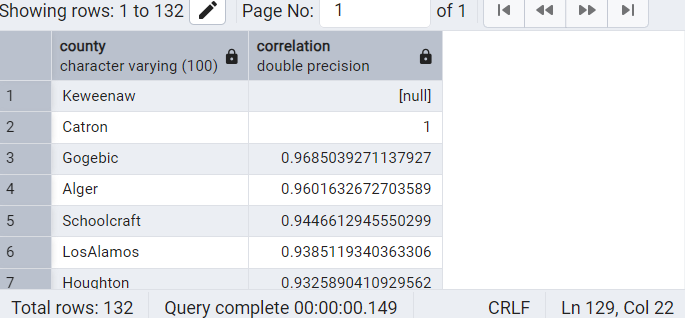 Showing rows: 1 to 132 Page No: 1 of 1
county correlation
character varying (100) double precision
1 Keweenaw [null]
2 Catron 1
3 Gogebic 0.9685039271137927
4 Alger 0.9601632672703589
5 Schoolcraft 0.9446612945550299
6 LosAlamos 0.9385119340363306
7 Houghton 0.9325890410929562
Total rows: 132 Query complete 00:00:00.149 CRLF Ln 129, Col 22